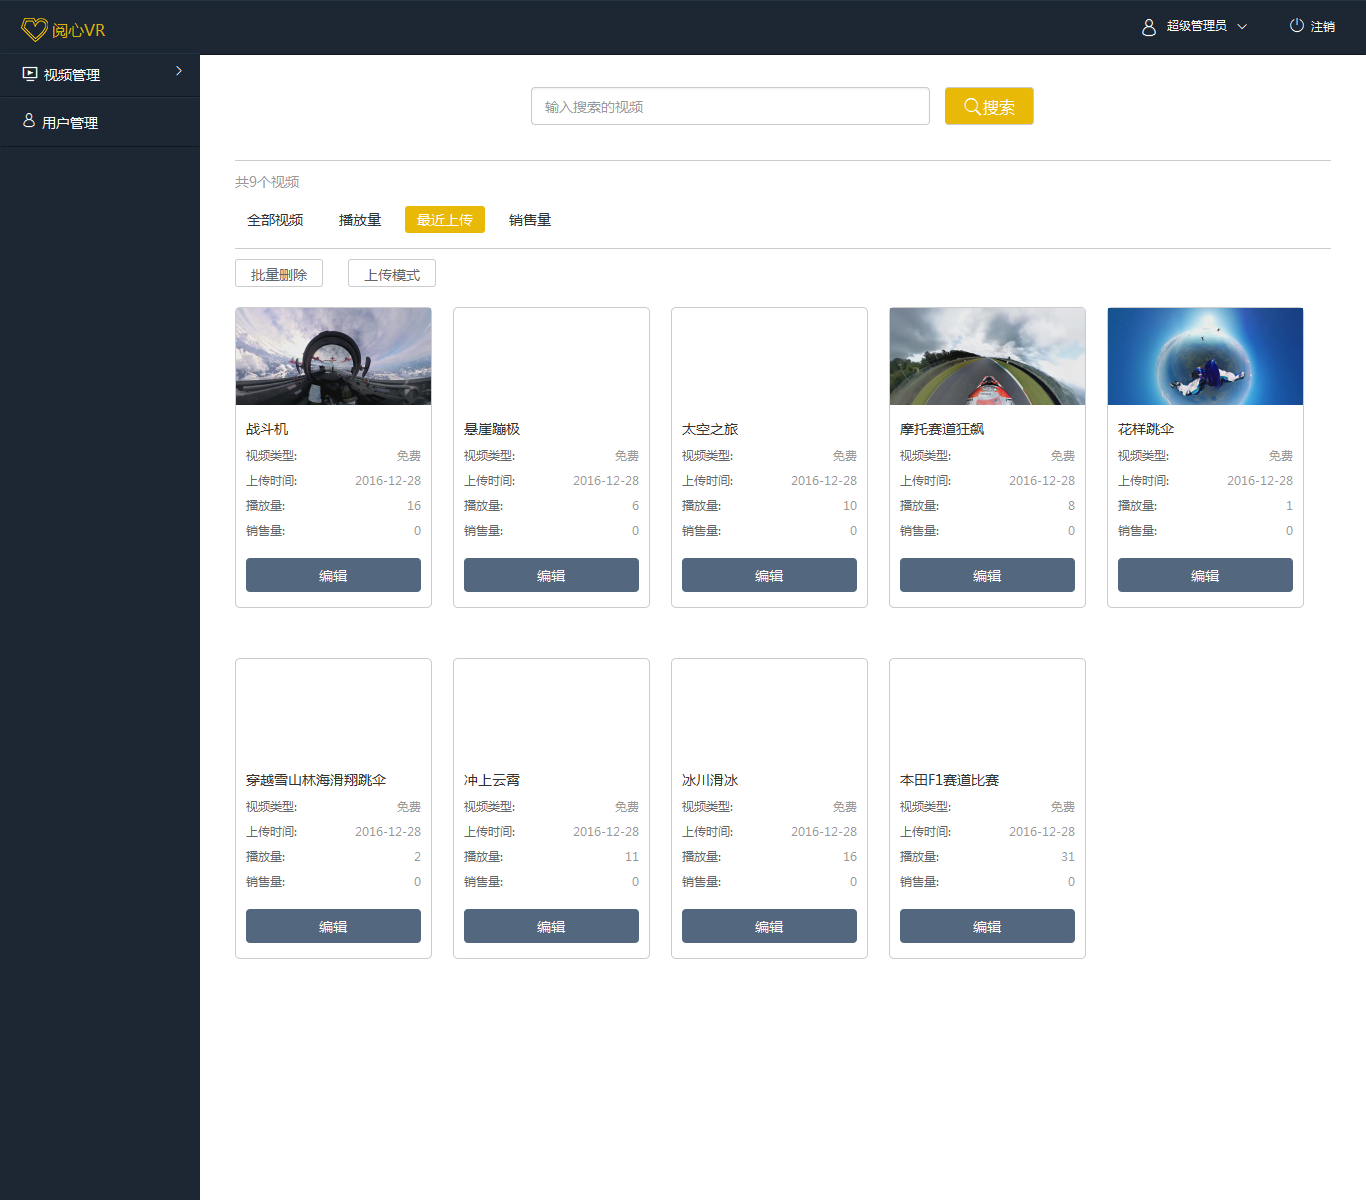 阅心VR
超级管理员
注销
视频管理
用户管理
输入搜索的视频
搜索
共9个视频
全部视频 播放量 最近上传 销售量
批量删除 上传模式
战斗机
视频类型: 免费
上传时间: 2016-12-28
播放量: 16
销售量: 0
编辑
悬崖蹦极
视频类型: 免费
上传时间: 2016-12-28
播放量: 6
销售量: 0
编辑
太空之旅
视频类型: 免费
上传时间: 2016-12-28
播放量: 10
销售量: 0
编辑
摩托赛道狂飙
视频类型: 免费
上传时间: 2016-12-28
播放量: 8
销售量: 0
编辑
花样跳伞
视频类型: 免费
上传时间: 2016-12-28
播放量: 1
销售量: 0
编辑
穿越雪山林海滑翔跳伞
视频类型: 免费
上传时间: 2016-12-28
播放量: 2
销售量: 0
编辑
冲上云霄
视频类型: 免费
上传时间: 2016-12-28
播放量: 11
销售量: 0
编辑
冰川滑冰
视频类型: 免费
上传时间: 2016-12-28
播放量: 16
销售量: 0
编辑
本田F1赛道比赛
视频类型: 免费
上传时间: 2016-12-28
播放量: 31
销售量: 0
编辑